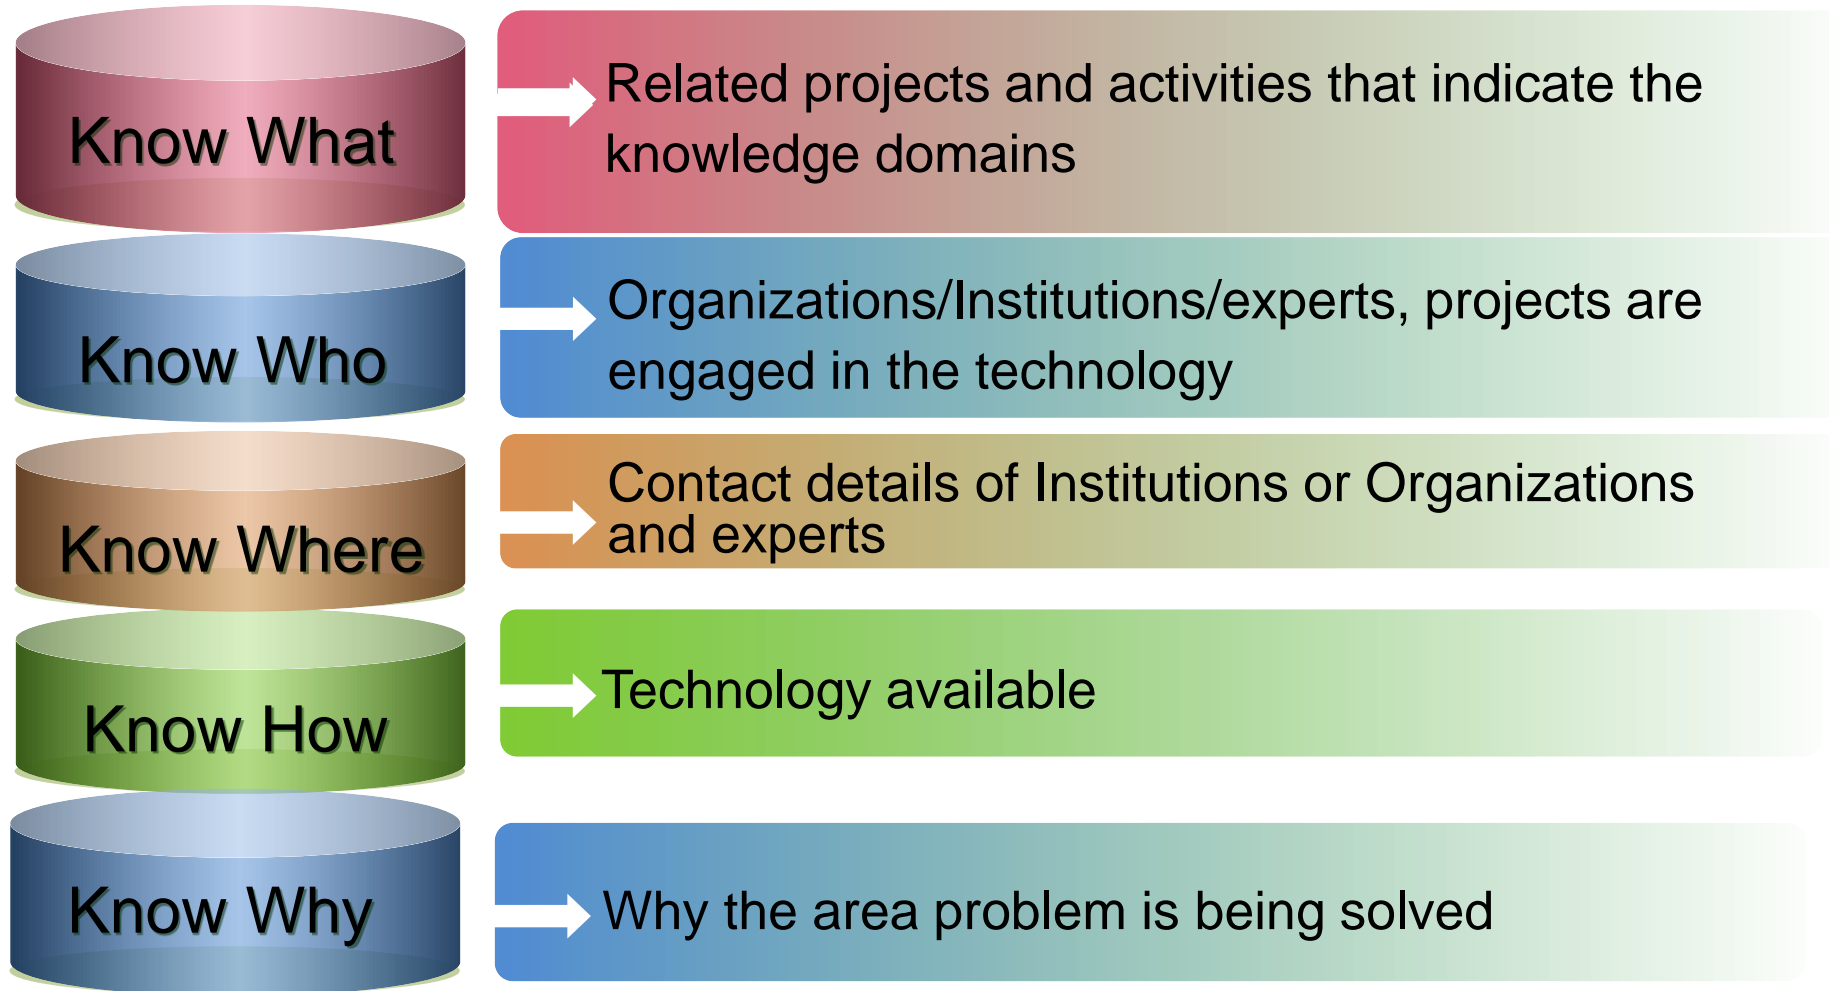 Know What
Related projects and activities that indicate the
knowledge domains
Know Who
Organizations/Institutions/experts, projects are
engaged in the technology
Know Where
Contact details of Institutions or Organizations
and experts
Know How
Technology available
Know Why
Why the area problem is being solved